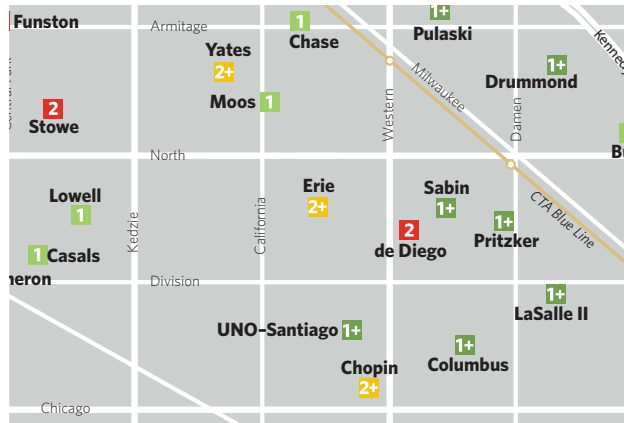 Funston
Armitage
1
Chase
1+
Pulaski
Kennedy
Yates
2+
Milwaukee
1+
Drummond
2
Stowe
Moos 1
Western
Damen
North
Lowell
1
Kedzie
California
Erie
2+
Sabin
1+
1+
Pritzker
CTA Blue Line
2
de Diego
1 Casals
Division
1+
LaSalle II
UNO–Santiago 1+
1+
Columbus
Chopin
2+
Chicago